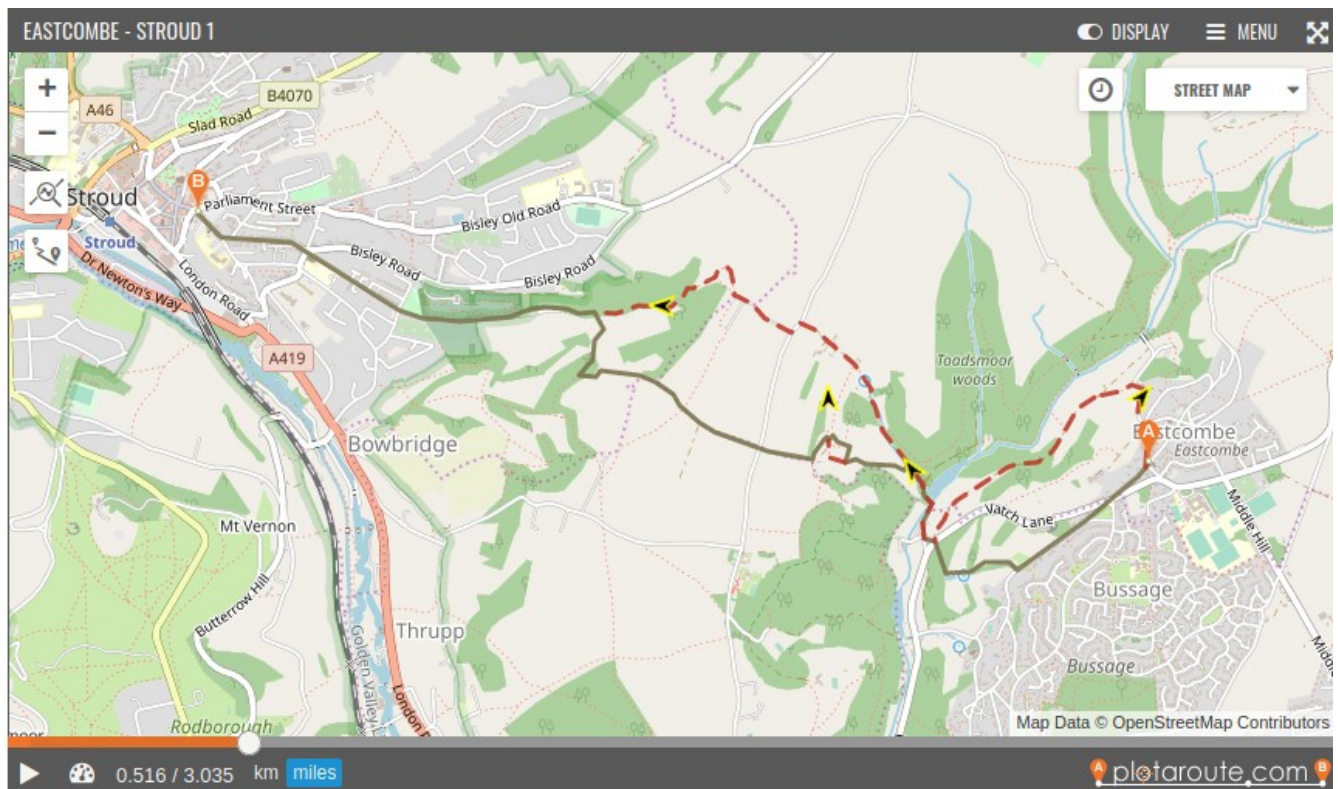 EASTCOMBE - STROUD 1
DISPLAY
MENU
+
−
STREET MAP
A46
B4070
Slad Road
B
Stroud
Parliament Street
Stroud
Bisley Old Road
Bisley Road
Bisley Road
London Road
Dr Newton's Way
A419
Toadsmoor
woods
A
Eastcombe
Eastcombe
Bowbridge
Vatch Lane
Middle Hill
Mt Vernon
Butterrow Hill
Bussage
Thrupp
Bussage
Golden Valley
London
Middle
Rodborough
Map Data © OpenStreetMap Contributors
0.516 / 3.035 km miles
A plotaroute.com B